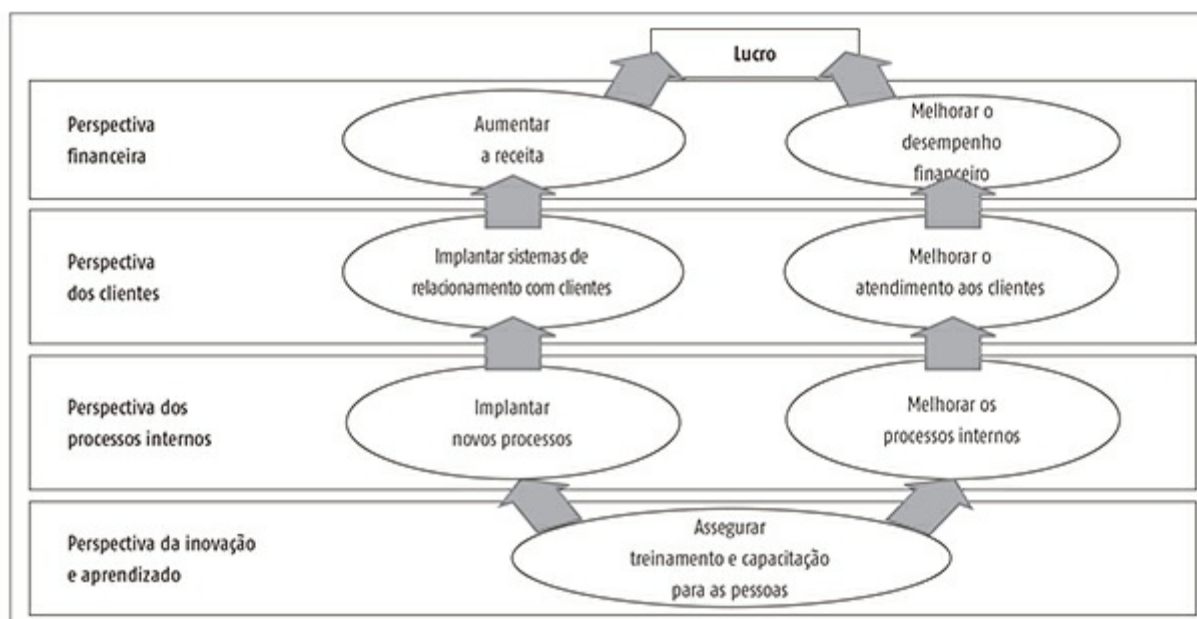 Lucro
Perspectiva
financeira
Aumentar
a receita
Melhorar o
desempenho
financeiro
Perspectiva
dos clientes
Implantar sistemas de
relacionamento com clientes
Melhorar o
atendimento aos clientes
Perspectiva dos
processos internos
Implantar
novos processos
Melhorar os
processos internos
Perspectiva da inovação
e aprendizado
Assegurar
treinamento e capacitação
para as pessoas